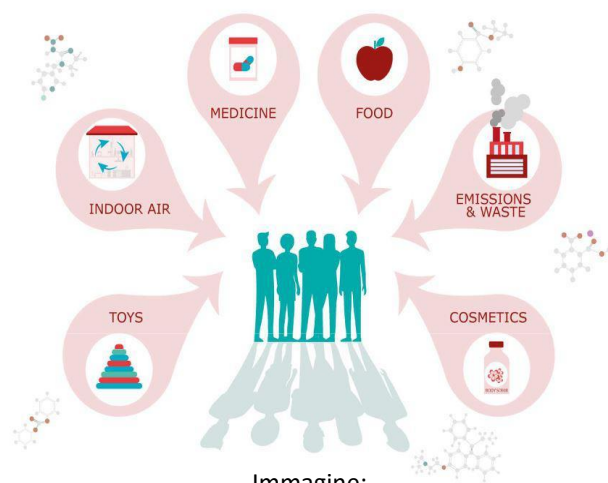 MEDICINE
FOOD
INDOOR AIR
EMISSIONS
& WASTE
TOYS
COSMETICS
Immagine: